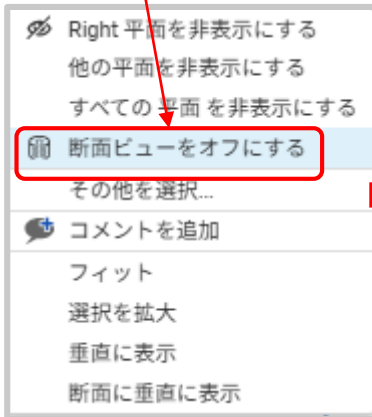 Right 平面を非表示にする
他の平面を非表示にする
すべての 平面 を非表示にする
断面ビューをオフにする
その他を選択...
コメントを追加
フィット
選択を拡大
垂直に表示
断面に垂直に表示